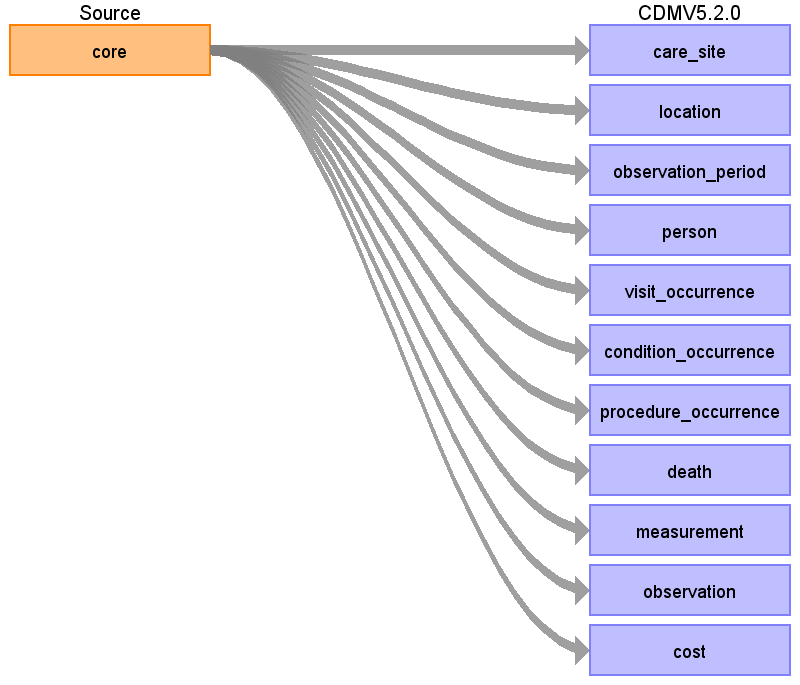 Source
CDMV5.2.0
core
care_site
location
observation_period
person
visit_occurrence
condition_occurrence
procedure_occurrence
death
measurement
observation
cost